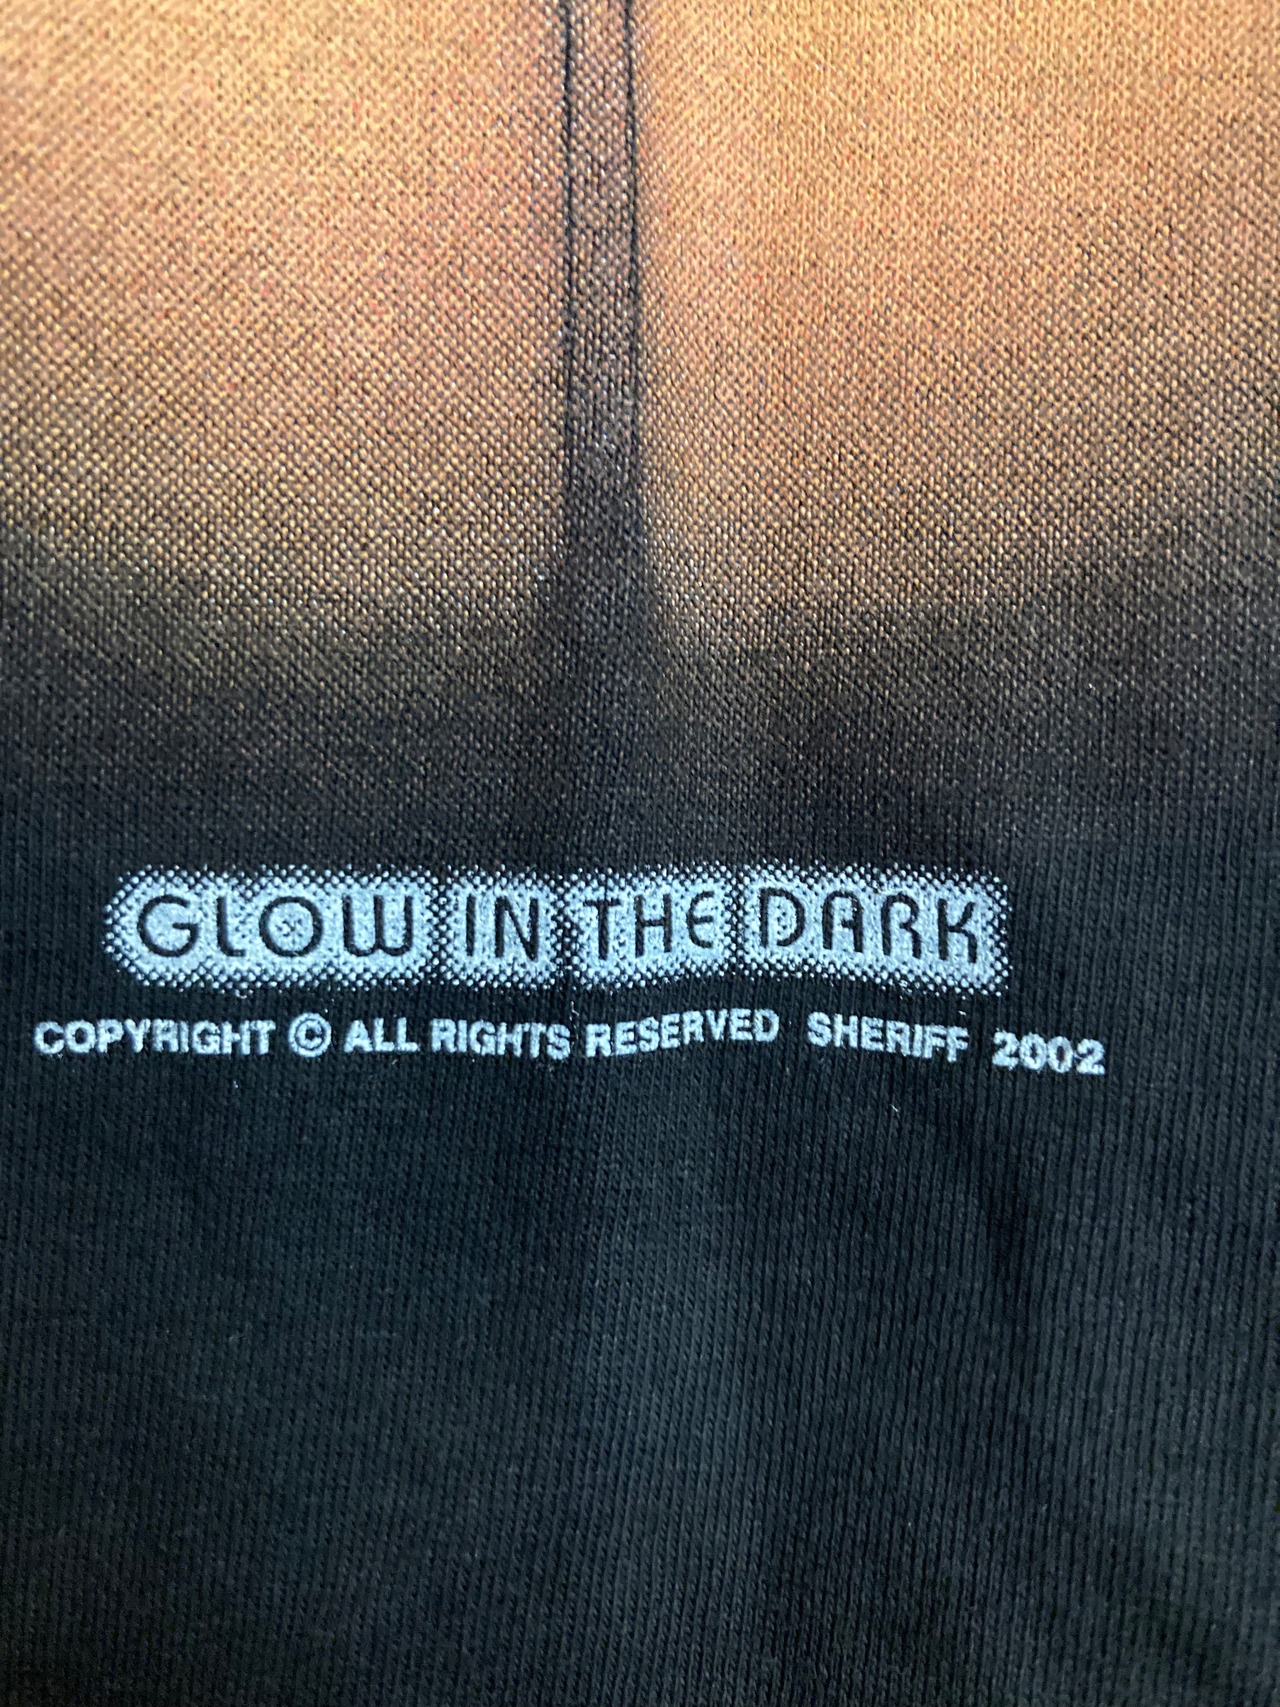 GLOW IN THE DARK
COPYRIGHT © ALL RIGHTS RESERVED SHERIFF 2002